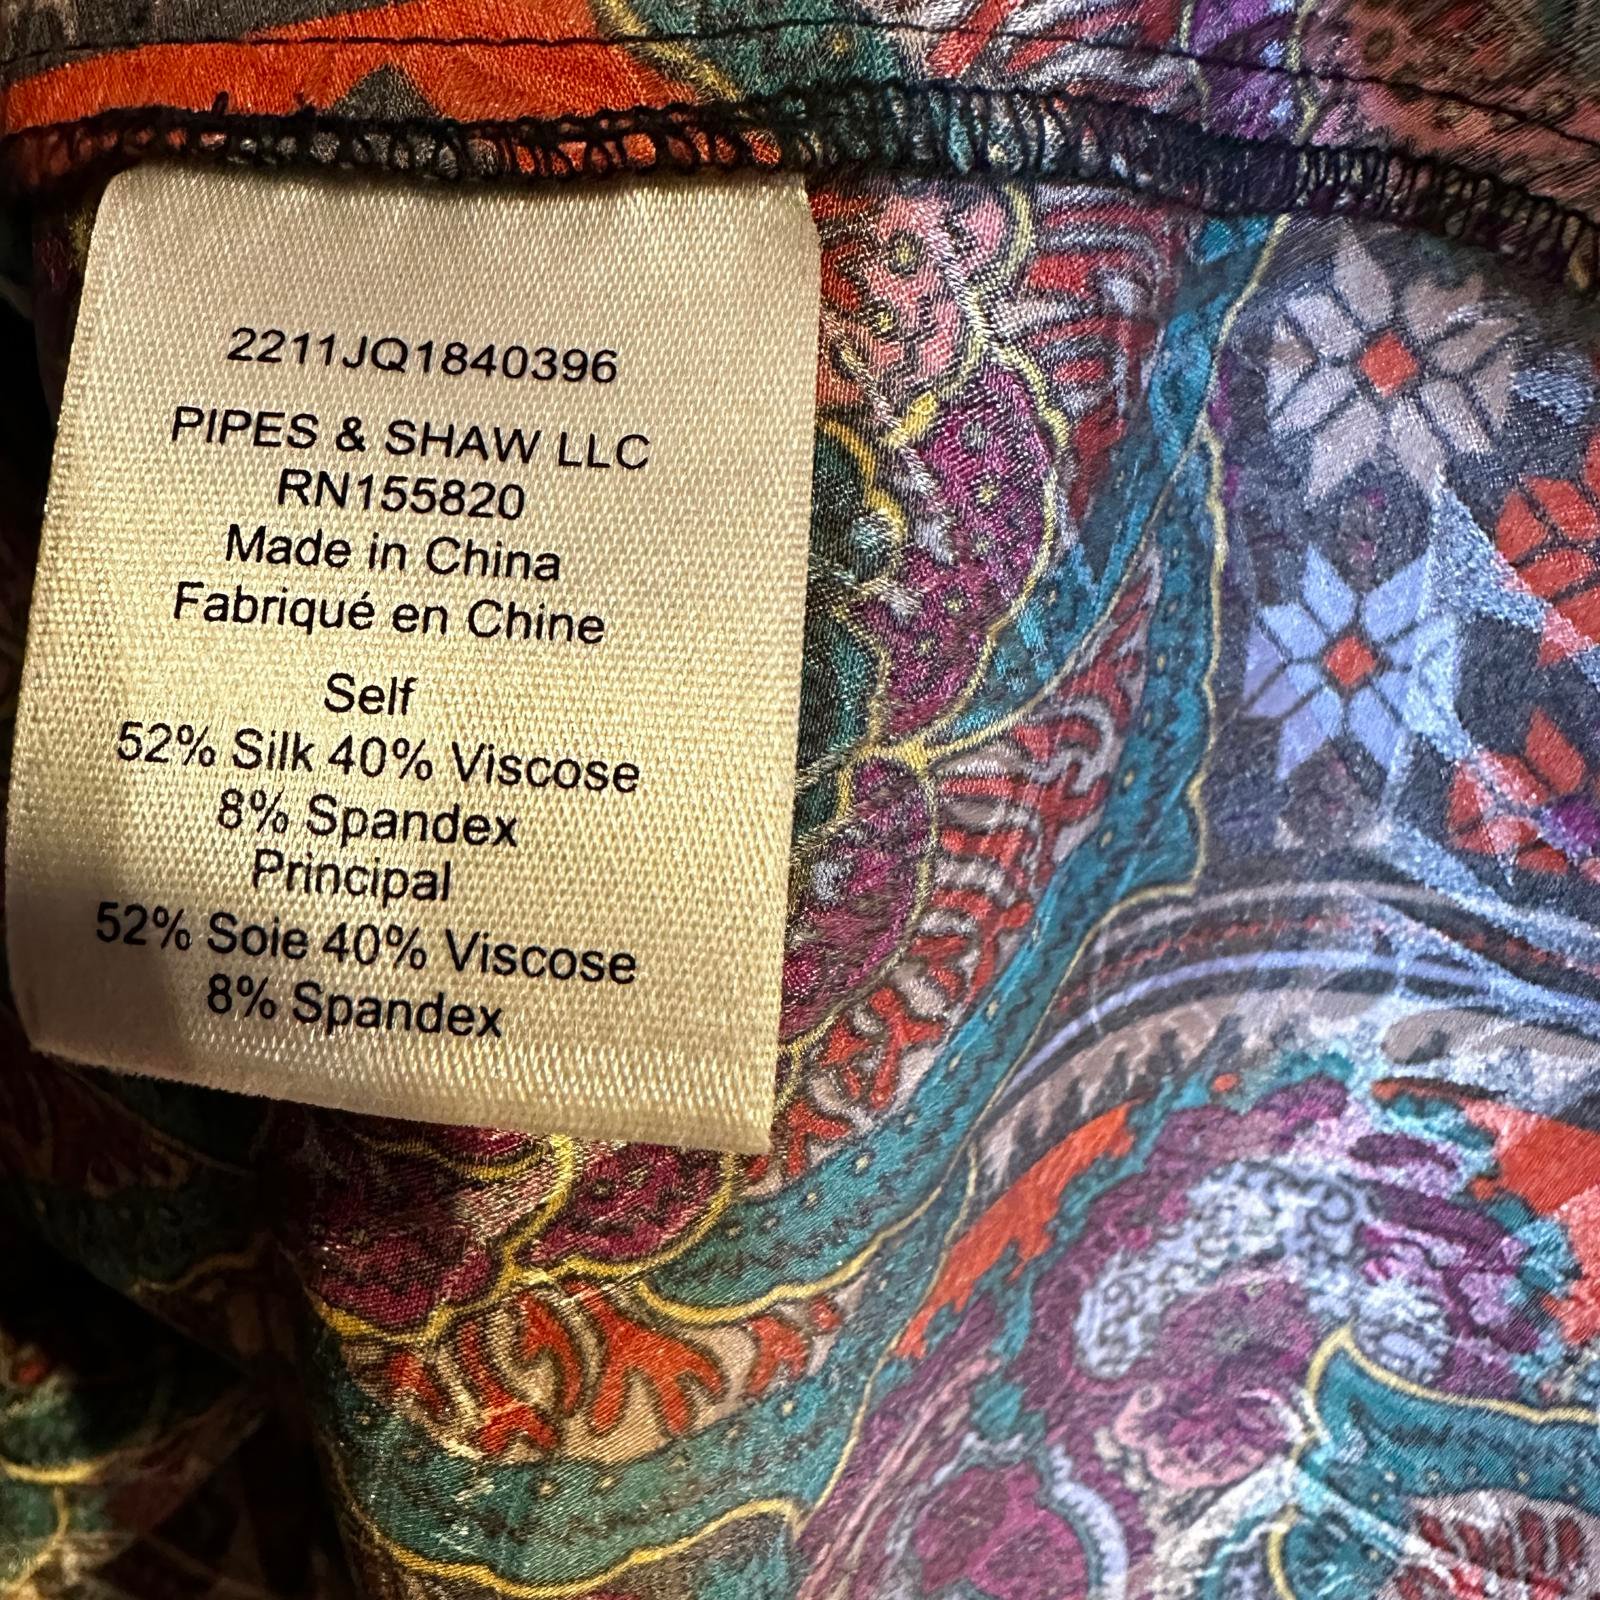 2211JQ1840396
PIPES & SHAW LLC
RN155820
Made in China
Fabriqué en Chine
Self
52% Silk 40% Viscose
8% Spandex
Principal
52% Soie 40% Viscose
8% Spandex